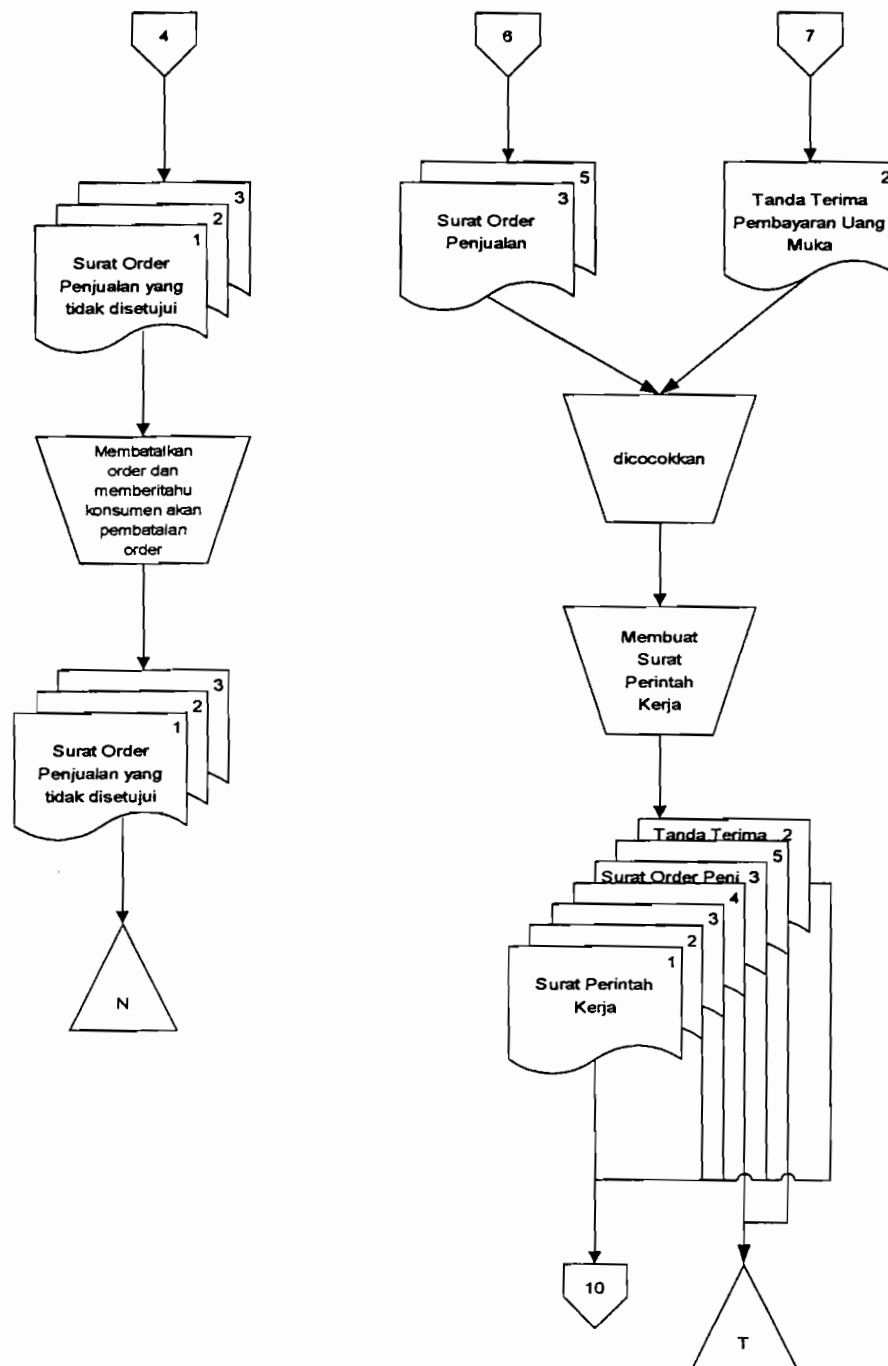 4
3
2
1
Surat Order
Penjualan yang
tidak disetujui
Membatalkan
order dan
memberitahu
konsumen akan
pembatalan
order
3
2
1
Surat Order
Penjualan yang
tidak disetujui
N
6
5
3
Surat Order
Penjualan
7
2
Tanda Terima
Pembayaran Uang
Muka
dicocokkan
Membuat
Surat
Perintah
Kerja
Tanda Terima 2
5
Surat Order Penj 3
4
3
2
1
Surat Perintah
Kerja
10
T